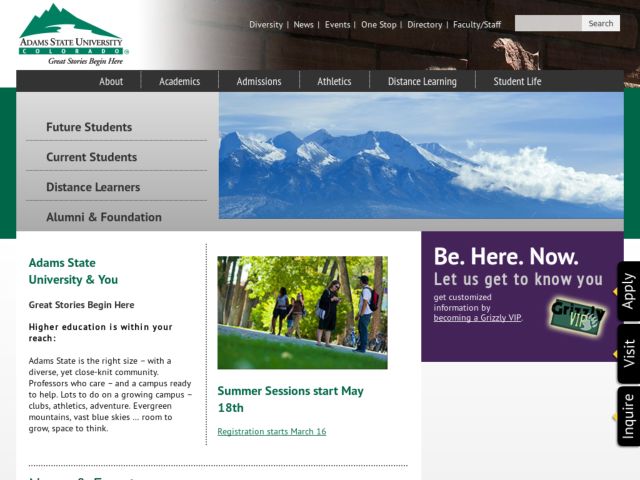 ADAMS STATE UNIVERSITY
COLORADO
Great Stories Begin Here
Diversity | News | Events | One Stop | Directory | Faculty/Staff
Search
About
Academics
Admissions
Athletics
Distance Learning
Student Life
Future Students
Current Students
Distance Learners
Alumni & Foundation
Adams State
University & You
Great Stories Begin Here
Higher education is within your
reach:
Adams State is the right size – with a
diverse, yet close-knit community.
Professors who care – and a campus ready
to help. Lots to do on a growing campus –
clubs, athletics, adventure. Evergreen
mountains, vast blue skies ... room to
grow, space to think.
Summer Sessions start May
18th
Registration starts March 16
Be. Here. Now.
Let us get to know you
get customized
information by
becoming a Grizzly VIP.
Grizzly
VIP
Apply
Visit
Inquire